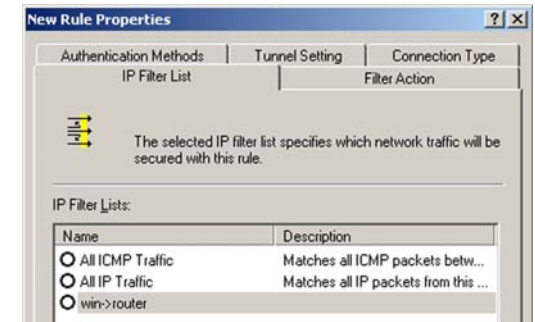 New Rule Properties
Authentication Methods Tunnel Setting Connection Type
IP Filter List Filter Action
The selected IP filter list specifies which network traffic will be
secured with this rule.
IP Filter Lists:
Name Description
All ICMP Traffic Matches all ICMP packets betw...
All IP Traffic Matches all IP packets from this ...
win->router